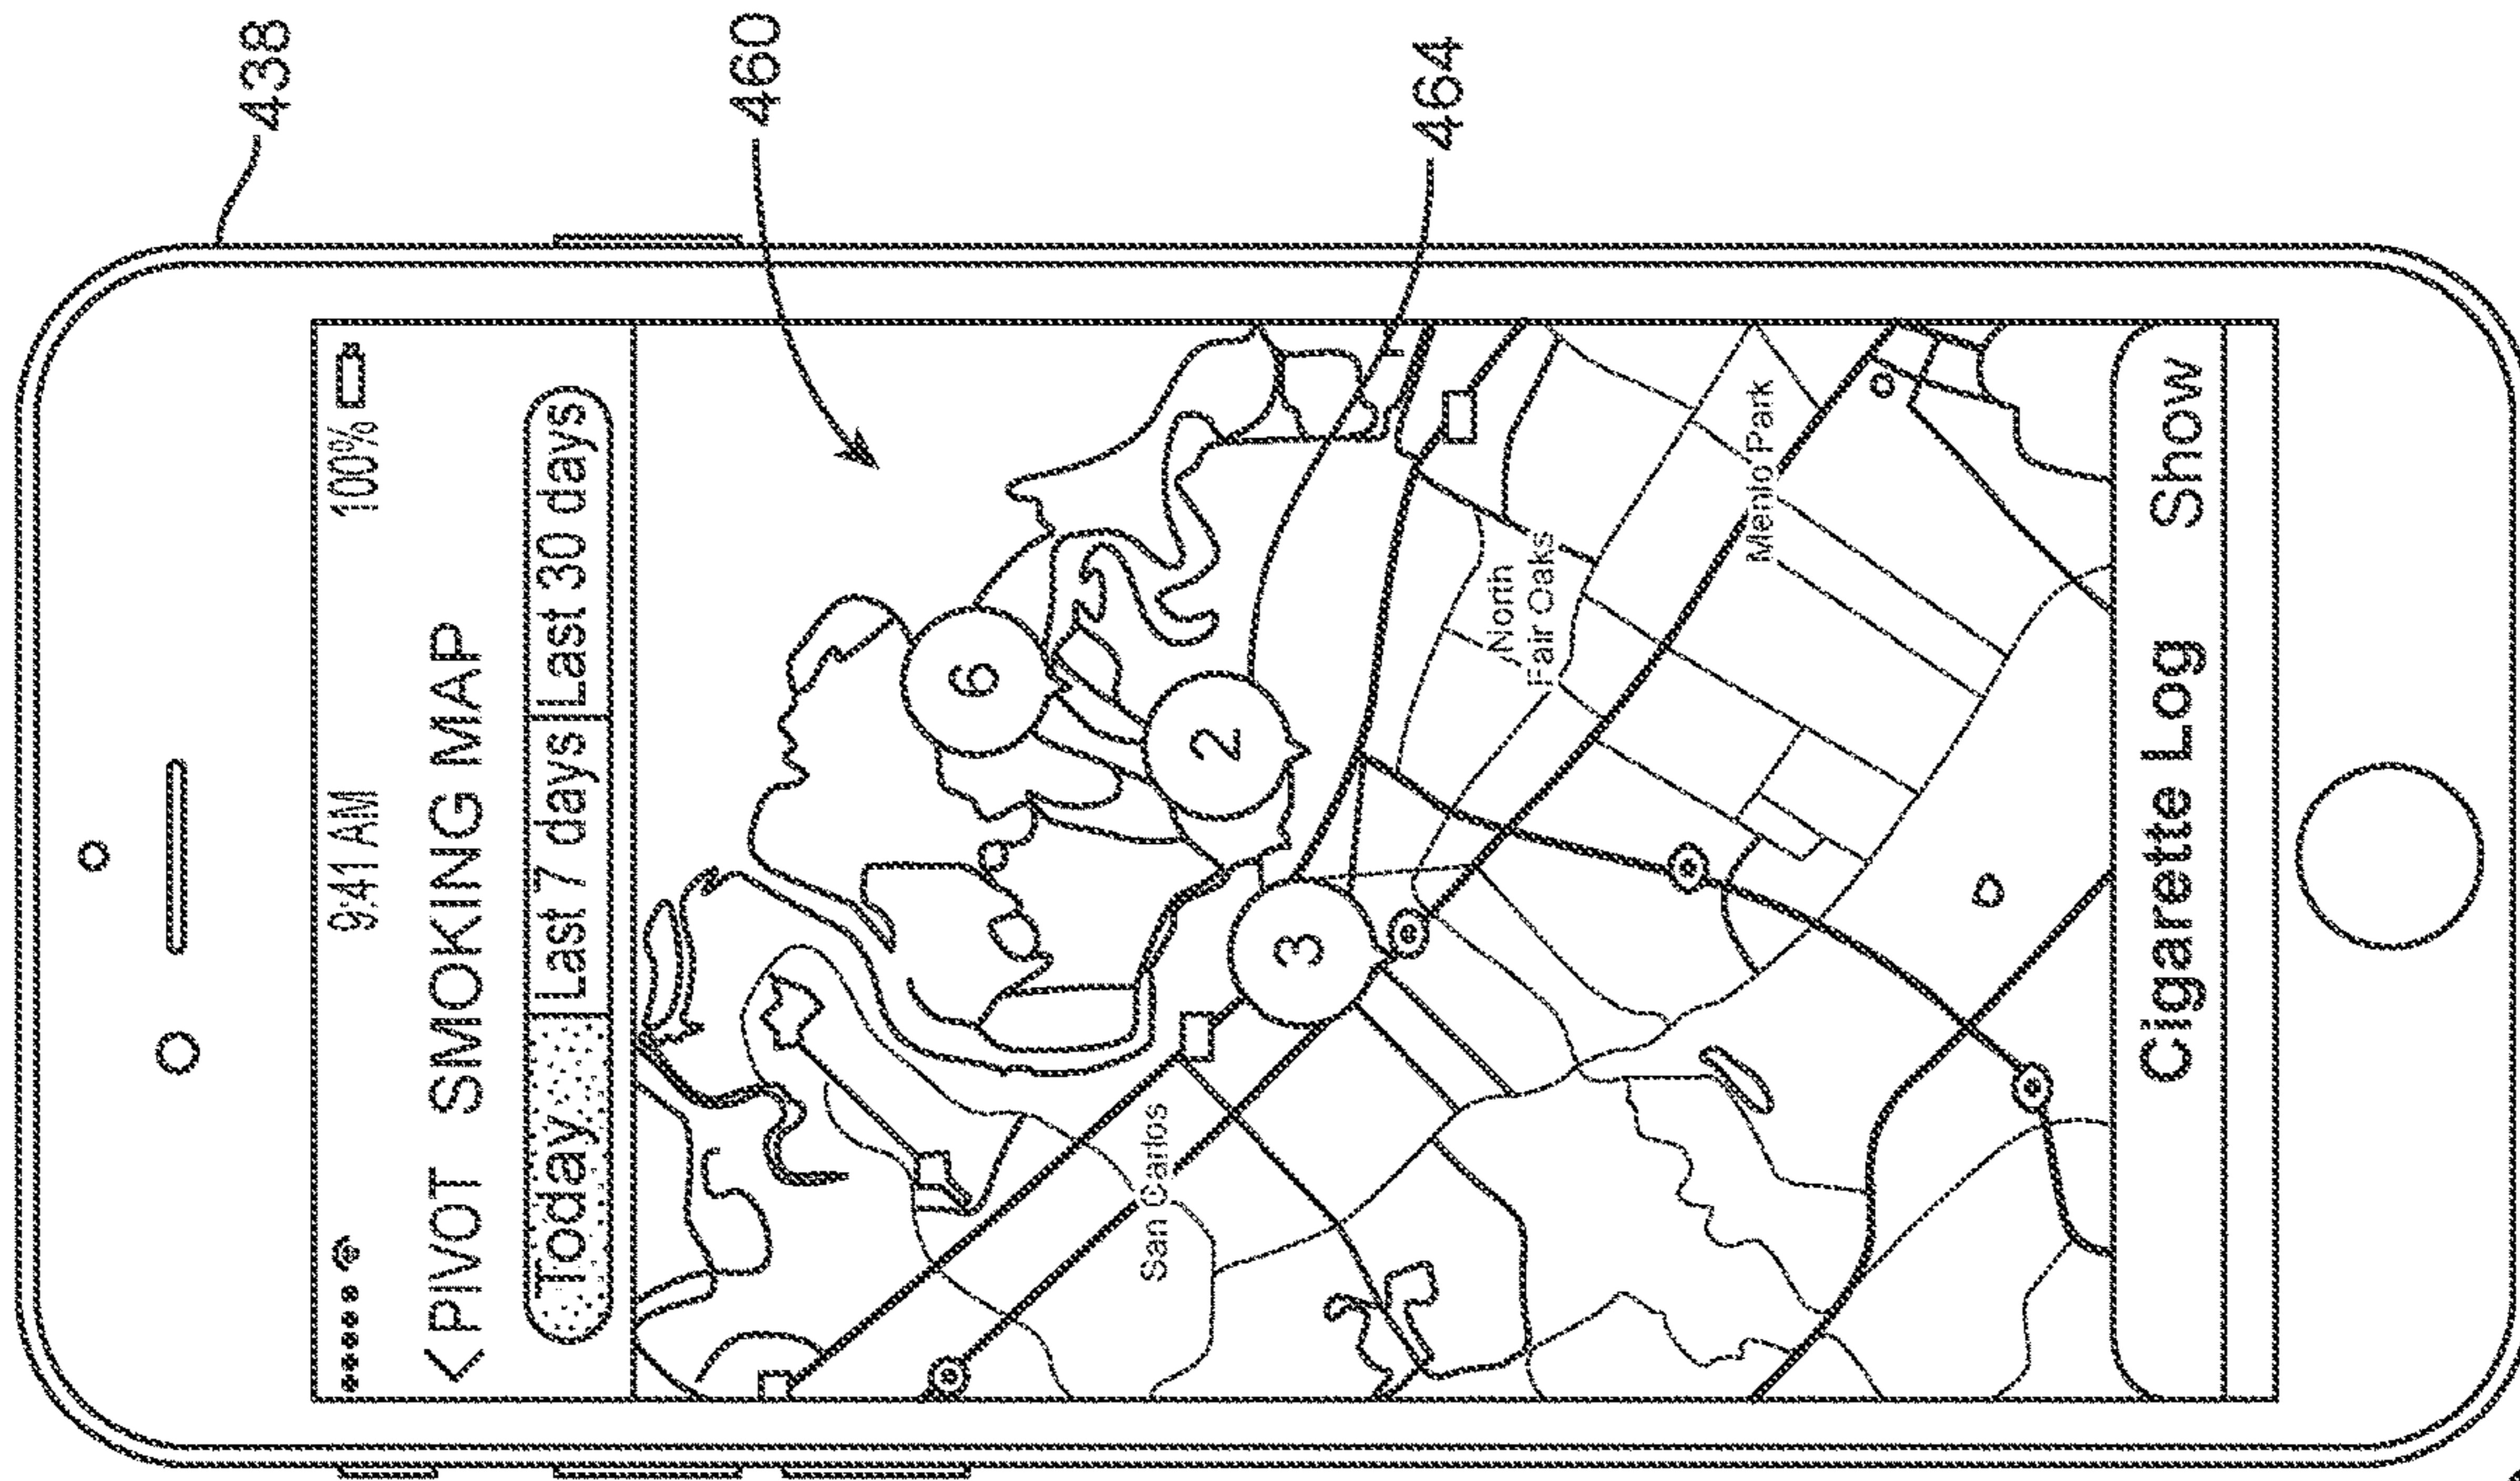 9:41 AM 100%
<PIVOT SMOKING MAP
Today Last 7 days Last 30 days
6
2
3
San Carlos
North
Fair Oaks
Menlo Park
Cigarette Log Show
438
460
464